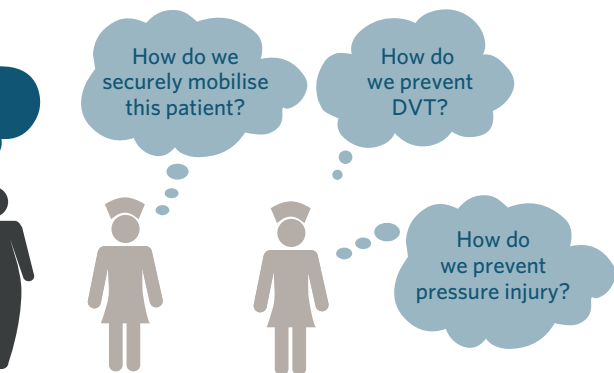 How do we
securely mobilise
this patient?
How do
we prevent
DVT?
How do
we prevent
pressure injury?